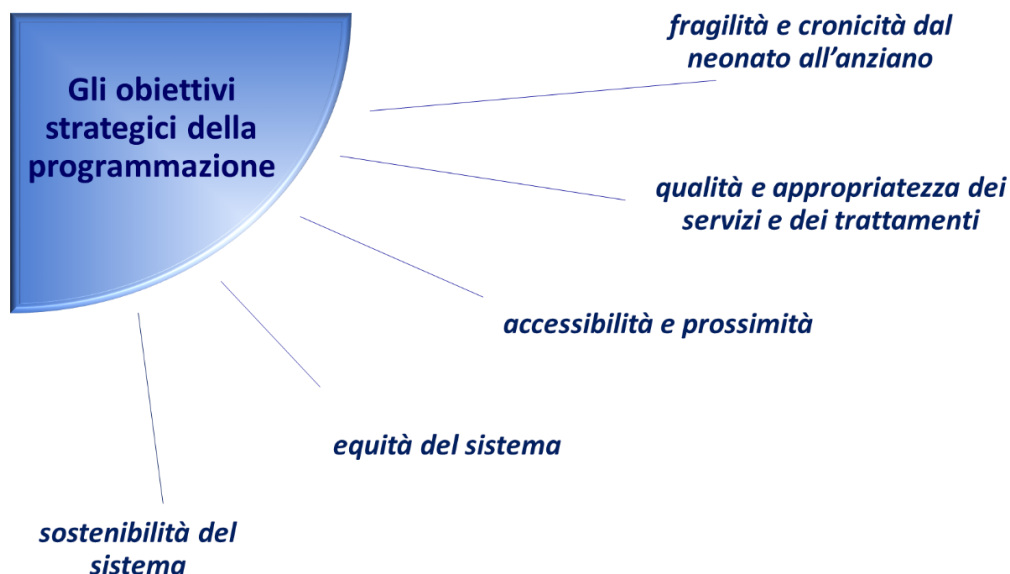 Gli obiettivi
strategici della
programmazione
fragilità e cronicità dal
neonato all’anziano
qualità e appropriatezza dei
servizi e dei trattamenti
accessibilità e prossimità
equità del sistema
sostenibilità del
sistema